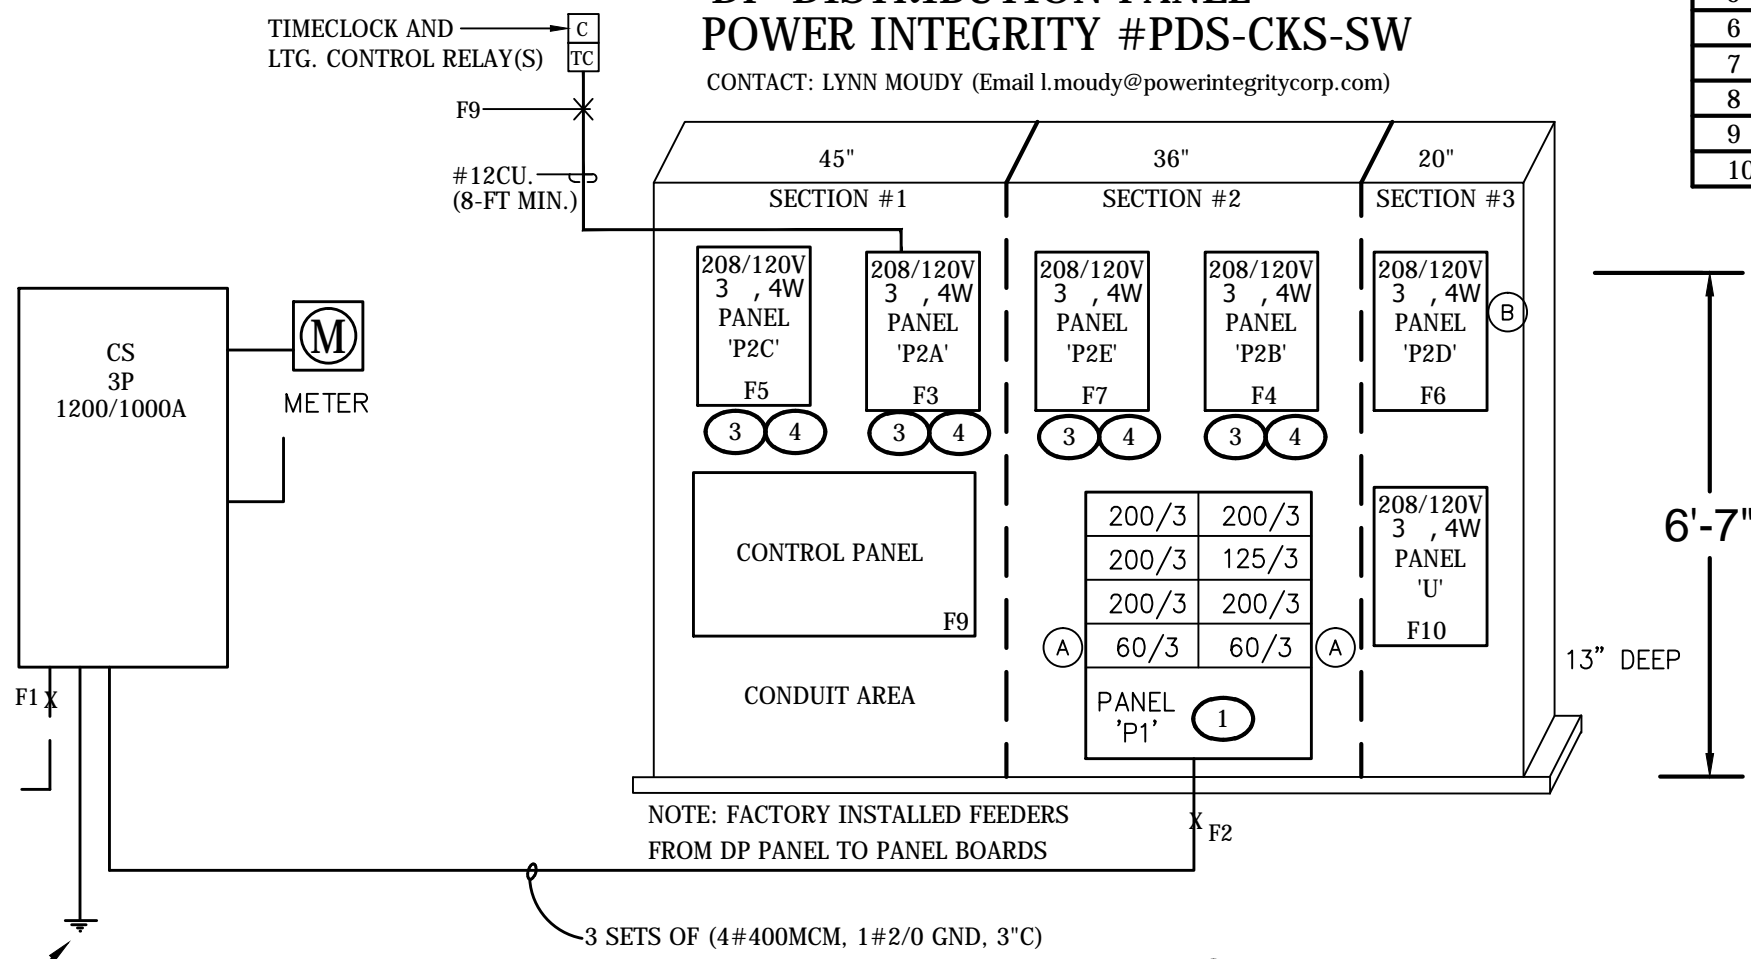 DP DISTRIBUTION PANEL
POWER INTEGRITY #PDS-CKS-SW
CONTACT: LYNN MOUDY (Email l.moudy@powerintegritycorp.com)
TIMECLOCK AND
LTG. CONTROL RELAY(S)
C
TC
F9
#12CU.
(8-FT MIN.)
6
7
8
9
10
45"
36"
20"
SECTION #1
SECTION #2
SECTION #3
208/120V
3 , 4W
PANEL
'P2C'
F5
3
4
208/120V
3 , 4W
PANEL
'P2A'
F3
3
4
208/120V
3 , 4W
PANEL
'P2E'
F7
3
4
208/120V
3 , 4W
PANEL
'P2B'
F4
3
4
208/120V
3 , 4W
PANEL
'P2D'
F6
B
CS
3P
1200/1000A
M
METER
F1 X
CONTROL PANEL
F9
CONDUIT AREA
200/3 200/3
200/3 125/3
200/3 200/3
A 60/3 60/3 A
PANEL
'P1'
1
208/120V
3 , 4W
PANEL
'U'
F10
6'-7"
13" DEEP
NOTE: FACTORY INSTALLED FEEDERS
FROM DP PANEL TO PANEL BOARDS
X F2
3 SETS OF (4#400MCM, 1#2/0 GND, 3"C)